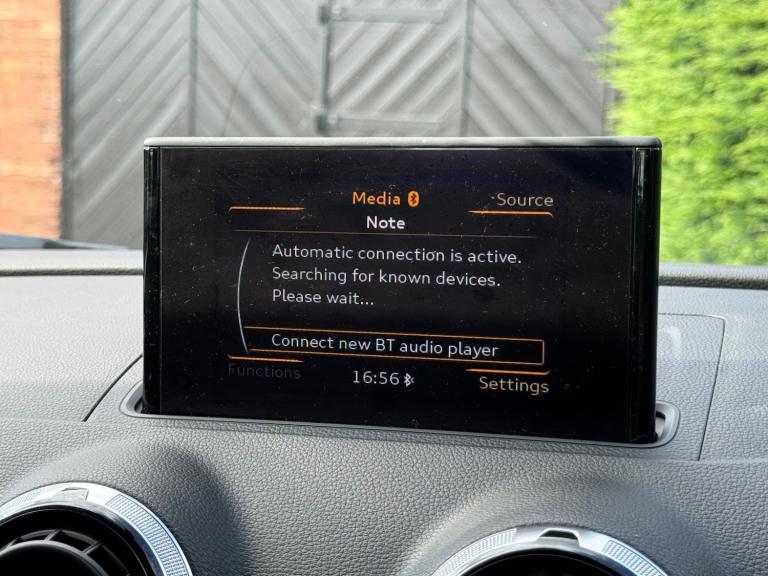 Media
Source
Note
Automatic connection is active.
Searching for known devices.
Please wait...
Connect new BT audio player
Functions
16:56
Settings